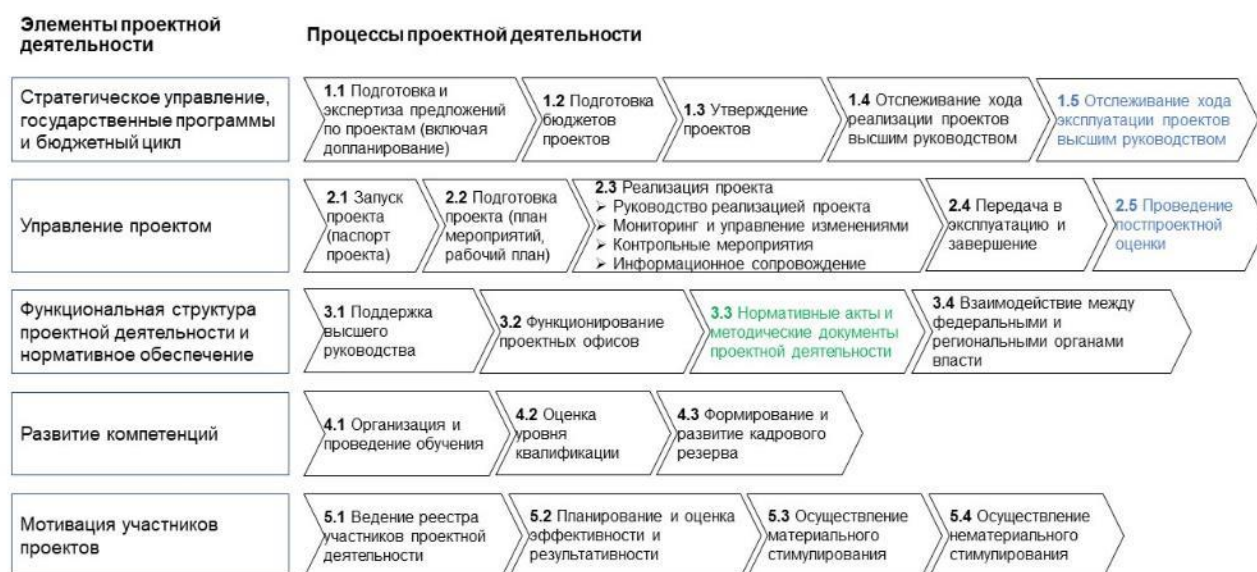 Элементы проектной
деятельности
Процессы проектной деятельности
Стратегическое управление,
государственные программы
и бюджетный цикл
1.1 Подготовка и
экспертиза предложений
по проектам (включая
допланирование)
1.2 Подготовка
бюджетов
проектов
1.3 Утверждение
проектов
1.4 Отслеживание хода
реализации проектов
высшим руководством
1.5 Отслеживание хода
эксплуатации проектов
высшим руководством
Управление проектом
2.1 Запуск
проекта
(паспорт
проекта)
2.2 Подготовка
проекта (план
мероприятий,
рабочий план)
2.3 Реализация проекта
➢ Руководство реализацией проекта
➢ Мониторинг и управление изменениями
➢ Контрольные мероприятия
➢ Информационное сопровождение
2.4 Передача в
эксплуатацию и
завершение
2.5 Проведение
постпроектной
оценки
Функциональная структура
проектной деятельности и
нормативное обеспечение
3.1 Поддержка
высшего
руководства
3.2 Функционирование
проектных офисов
3.3 Нормативные акты и
методические документы
проектной деятельности
3.4 Взаимодействие между
федеральными и
региональными органами
власти
Развитие компетенций
4.1 Организация и
проведение обучения
4.2 Оценка
уровня
квалификации
4.3 Формирование и
развитие кадрового
резерва
Мотивация участников
проектов
5.1 Ведение реестра
участников проектной
деятельности
5.2 Планирование и оценка
эффективности и
результативности
5.3 Осуществление
материального
стимулирования
5.4 Осуществление
нематериального
стимулирования